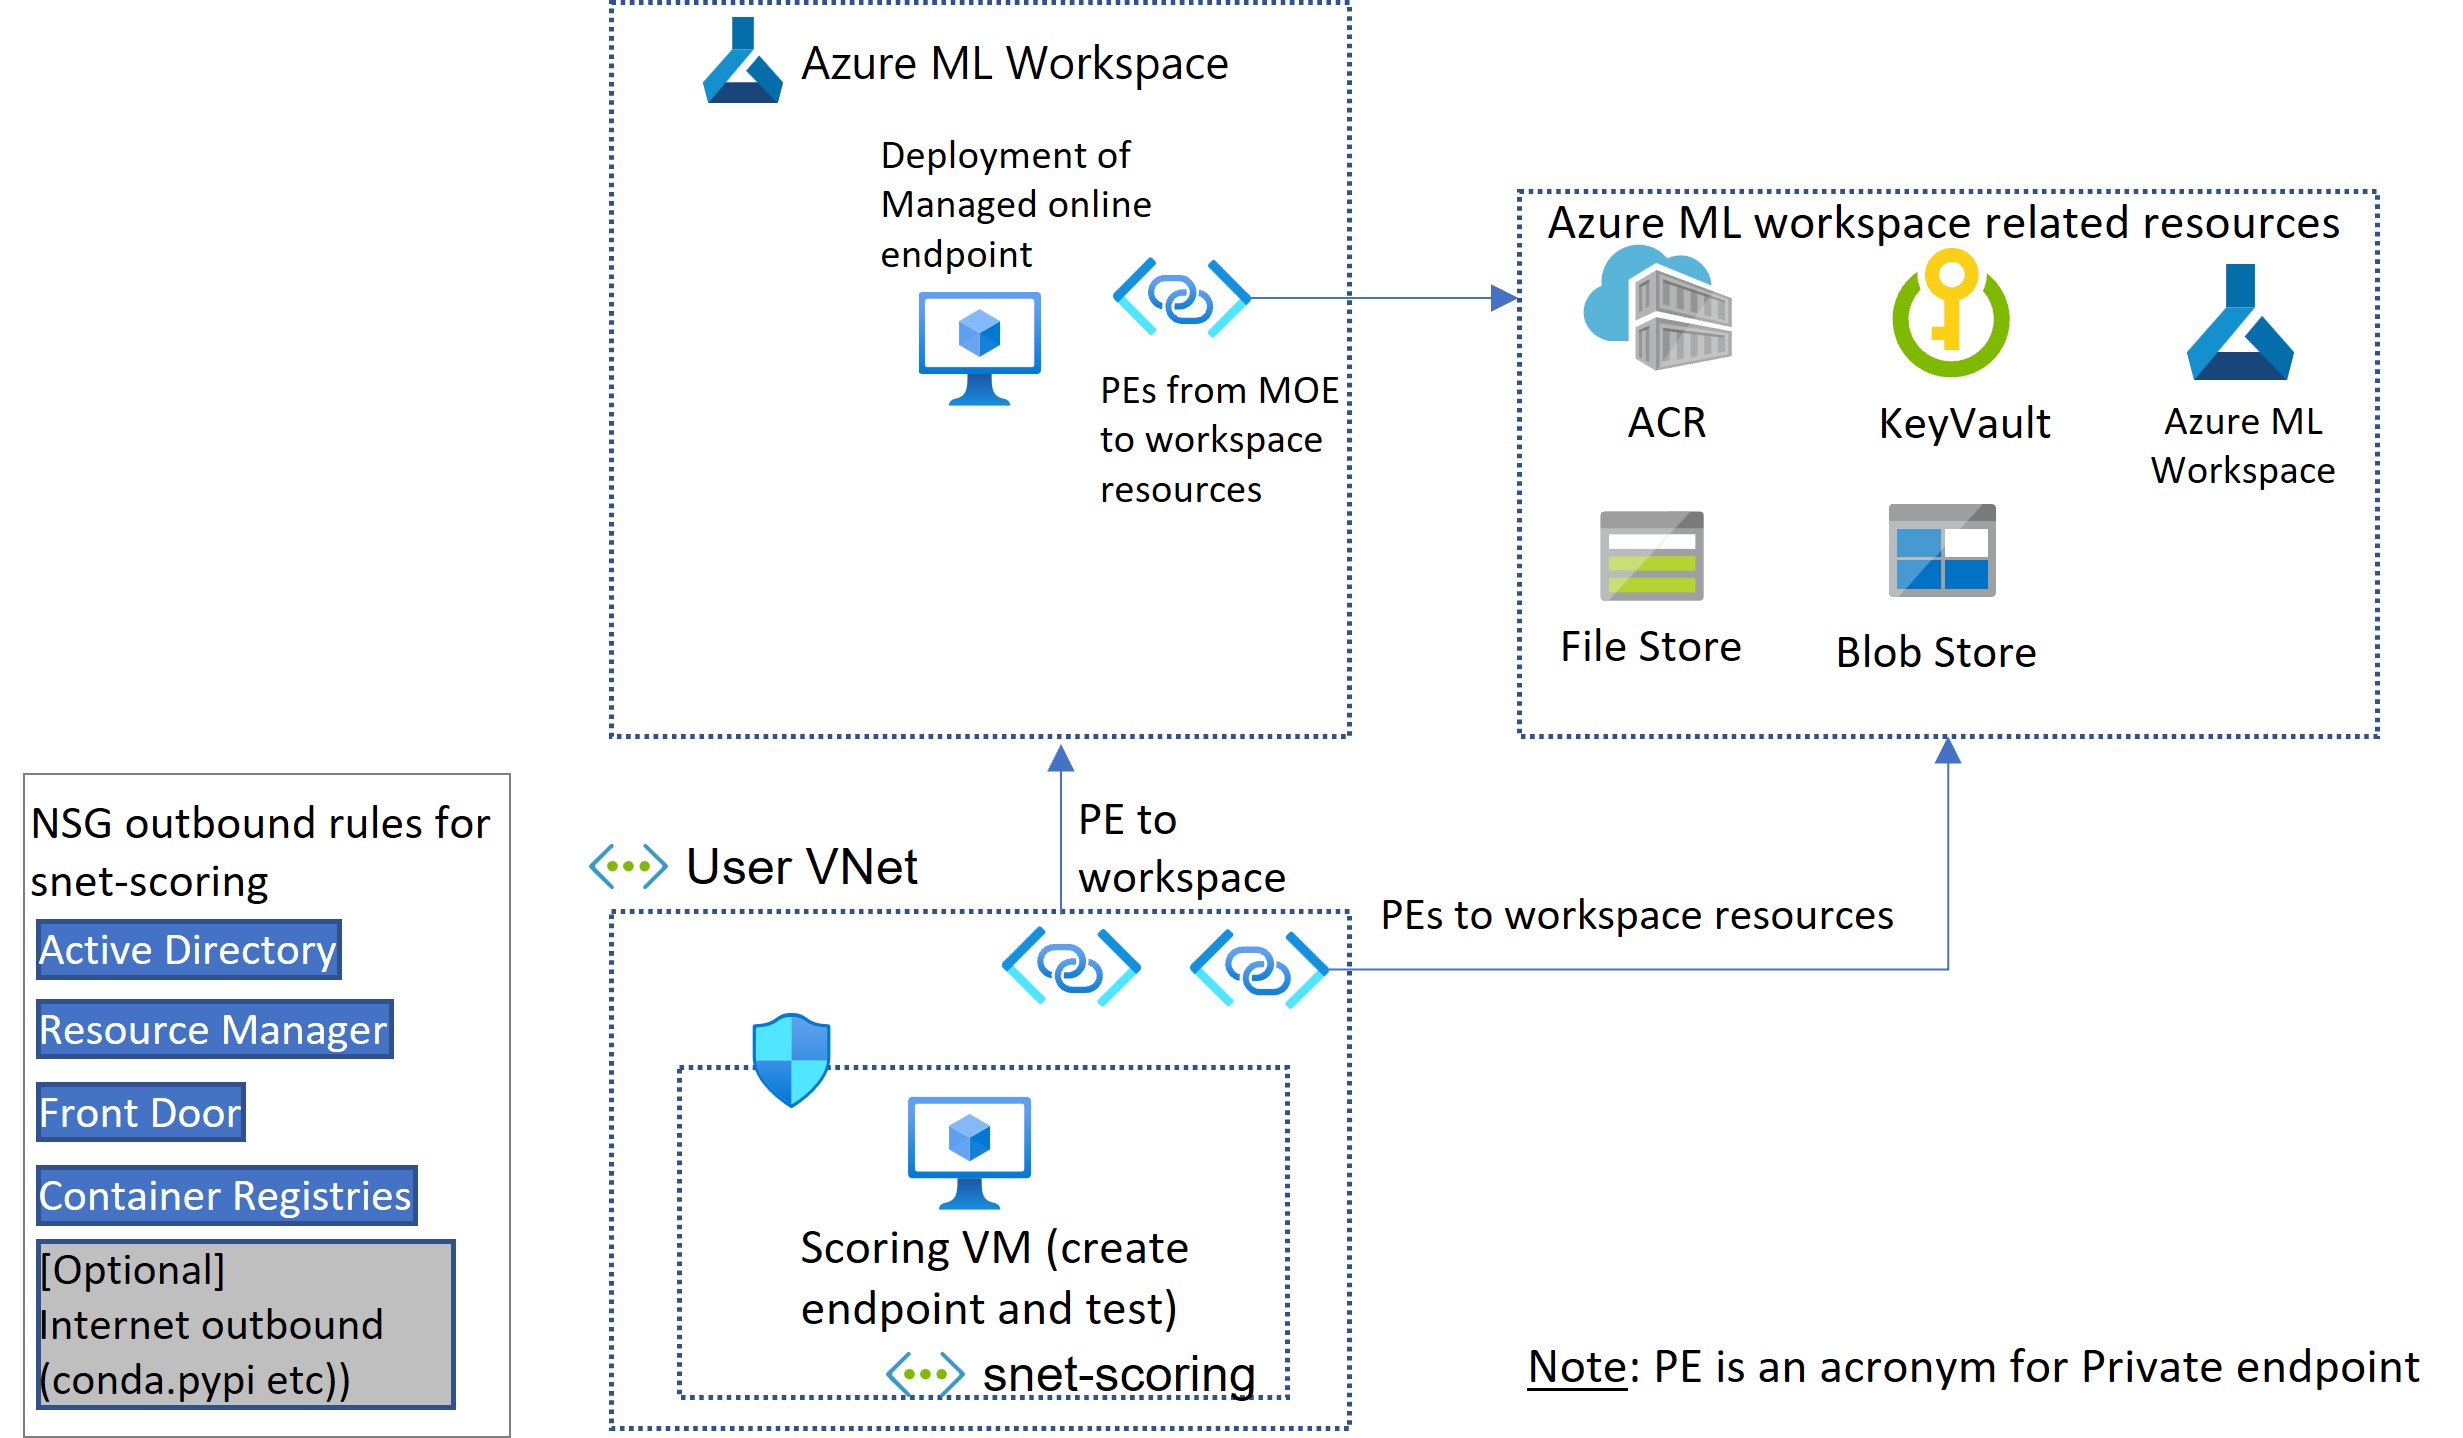 Azure ML Workspace
Deployment of
Managed online
endpoint
PEs from MOE
to workspace
resources
Azure ML workspace related resources
ACR
KeyVault
Azure ML
Workspace
File Store
Blob Store
NSG outbound rules for
snet-scoring
Active Directory
Resource Manager
Front Door
Container Registries
[Optional]
Internet outbound
(conda.pypi etc))
User VNet
PE to
workspace
PEs to workspace resources
Scoring VM (create
endpoint and test)
snet-scoring
Note: PE is an acronym for Private endpoint